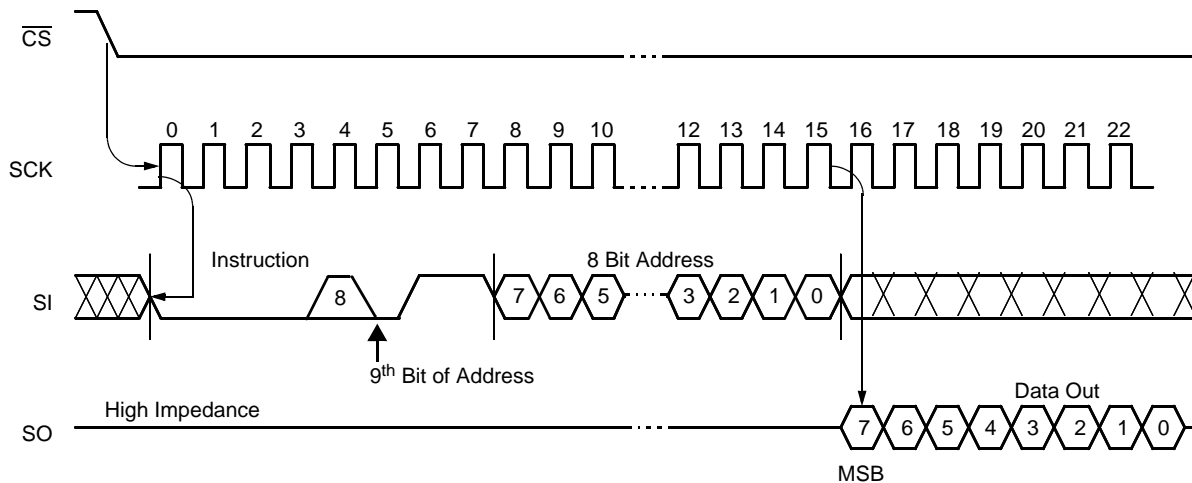 CS
0 1 2 3 4 5 6 7 8 9 10 12 13 14 15 16 17 18 19 20 21 22
SCK
Instruction 8 Bit Address
SI 8 7 6 5 3 2 1 0
9th Bit of Address
High Impedance Data Out
SO 7 6 5 4 3 2 1 0
MSB